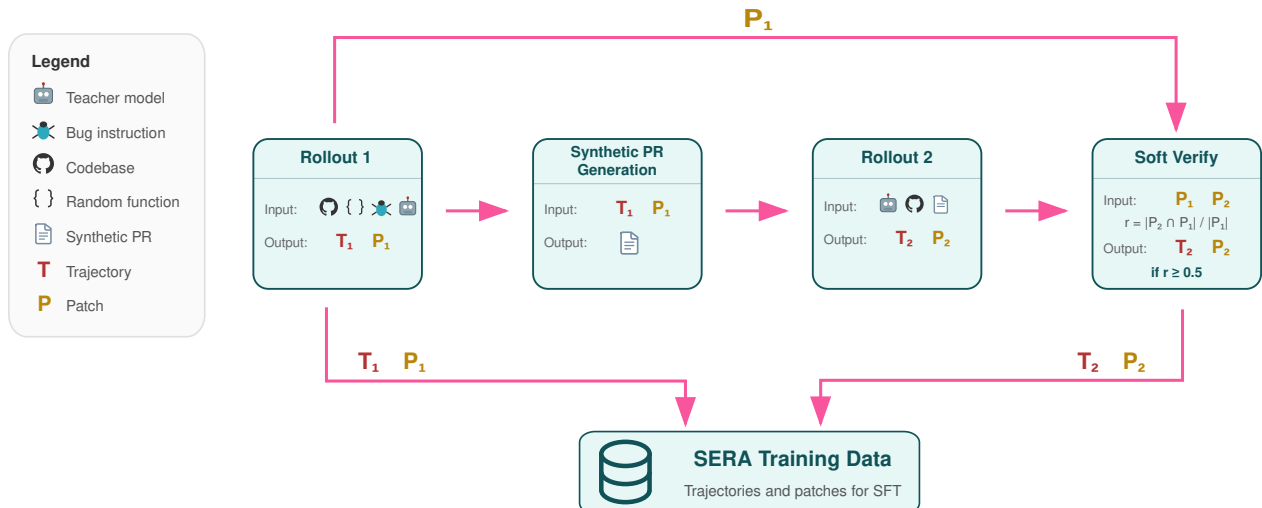 P₁
Legend
Teacher model
Bug instruction
Codebase
{ } Random function
Synthetic PR
T Trajectory
P Patch
Rollout 1
Input: { }
Output: T₁ P₁
Synthetic PR
Generation
Input: T₁ P₁
Output:
Rollout 2
Input:
Output: T₂ P₂
Soft Verify
Input: P₁ P₂
r = |P₂ ∩ P₁| / |P₁|
Output: T₂ P₂
if r ≥ 0.5
T₁ P₁
T₂ P₂
SERA Training Data
Trajectories and patches for SFT